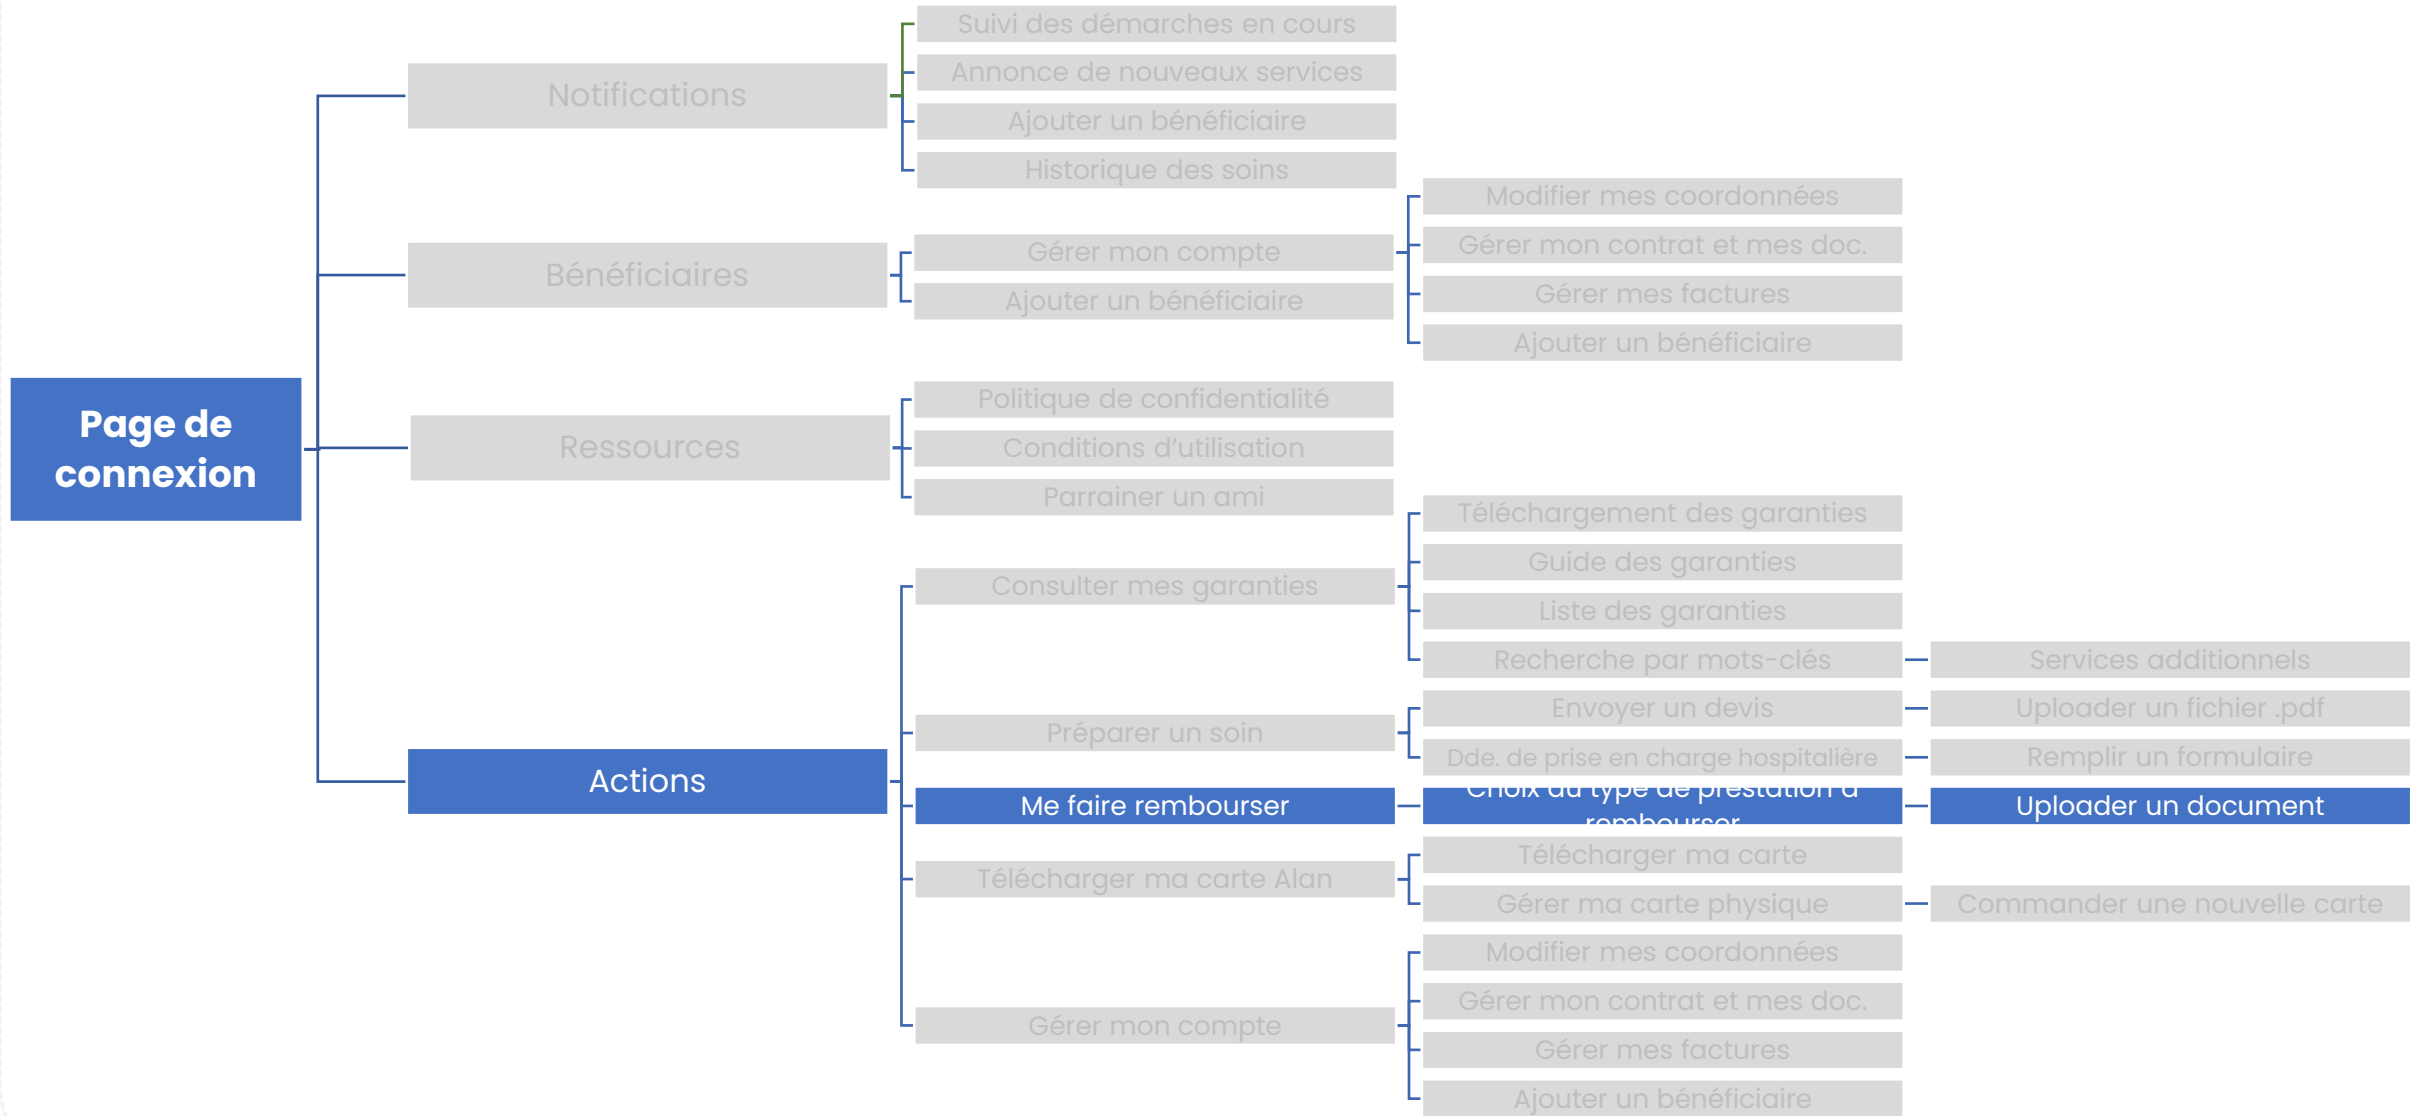 Page de
connexion
Notifications
Suivi des démarches en cours
Annonce de nouveaux services
Ajouter un bénéficiaire
Historique des soins
Bénéficiaires
Gérer mon compte
Modifier mes coordonnées
Gérer mon contrat et mes doc.
Gérer mes factures
Ajouter un bénéficiaire
Ajouter un bénéficiaire
Ressources
Politique de confidentialité
Conditions d’utilisation
Parrainer un ami
Actions
Consulter mes garanties
Téléchargement des garanties
Guide des garanties
Liste des garanties
Recherche par mots-clés
Services additionnels
Préparer un soin
Envoyer un devis
Uploader un fichier .pdf
Dde. de prise en charge hospitalière
Remplir un formulaire
Me faire rembourser
Choix du type de prestation à
rembourser
Uploader un document
Télécharger ma carte Alan
Télécharger ma carte
Gérer ma carte physique
Commander une nouvelle carte
Gérer mon compte
Modifier mes coordonnées
Gérer mon contrat et mes doc.
Gérer mes factures
Ajouter un bénéficiaire